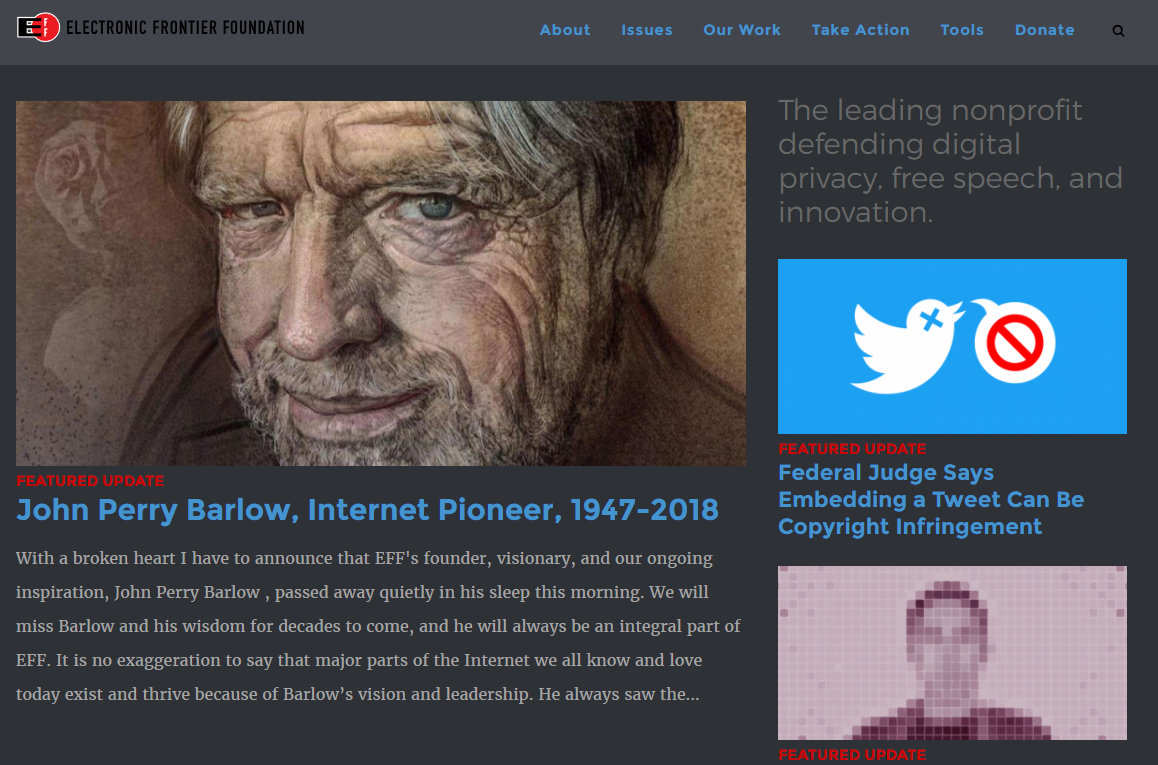 EFF ELECTRONIC FRONTIER FOUNDATION
About Issues Our Work Take Action Tools Donate
FEATURED UPDATE
John Perry Barlow, Internet Pioneer, 1947-2018
With a broken heart I have to announce that EFF's founder, visionary, and our ongoing
inspiration, John Perry Barlow , passed away quietly in his sleep this morning. We will
miss Barlow and his wisdom for decades to come, and he will always be an integral part of
EFF. It is no exaggeration to say that major parts of the Internet we all know and love
today exist and thrive because of Barlow’s vision and leadership. He always saw the...
The leading nonprofit
defending digital
privacy, free speech, and
innovation.
FEATURED UPDATE
Federal Judge Says
Embedding a Tweet Can Be
Copyright Infringement
FEATURED UPDATE